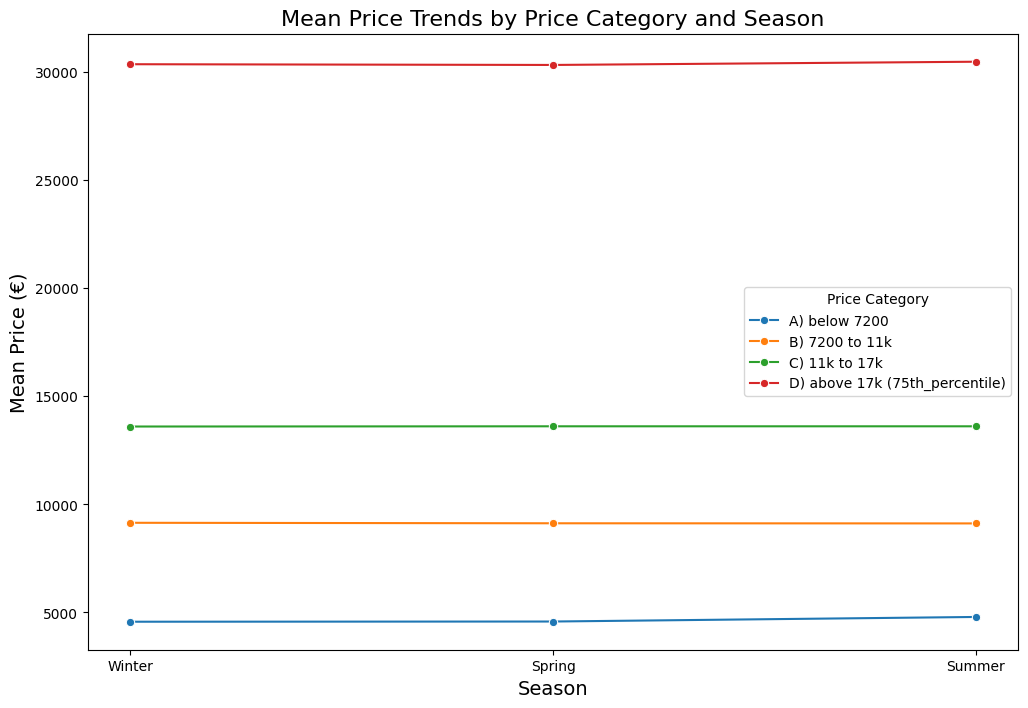 Mean Price Trends by Price Category and Season
Mean Price (€)
30000
25000
20000
15000
10000
5000
Price Category
A) below 7200
B) 7200 to 11k
C) 11k to 17k
D) above 17k (75th_percentile)
Winter
Spring
Summer
Season